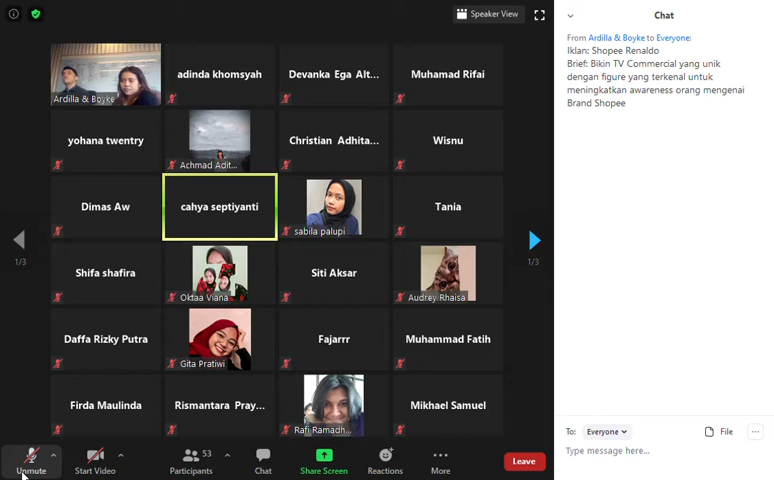 Speaker View
Chat
From Ardilla & Boyke to Everyone:
Iklan: Shopee Renaldo
Brief: Bikin TV Commercial yang unik
dengan figure yang terkenal untuk
meningkatkan awareness orang mengenai
Brand Shopee
Ardilla & Boyke
adinda khomsyah
Devanka Ega Alt...
Muhamad Rifai
yohana twentry
Achmad Adit...
Christian Adhita...
Wisnu
Dimas Aw
cahya septiyanti
sabila palupi
Tania
1/3
1/3
Shifa shafira
Oktaa Viana
Siti Aksar
Audrey Rhaisa
Daffa Rizky Putra
Gita Pratiwi
Fajarrr
Muhammad Fatih
Firda Maulinda
Rismantara Pray...
Rafi Ramadh...
Mikhael Samuel
To: Everyone
File
...
Type message here...
Unmute
Start Video
Participants
53
Chat
Share Screen
Reactions
More
Leave